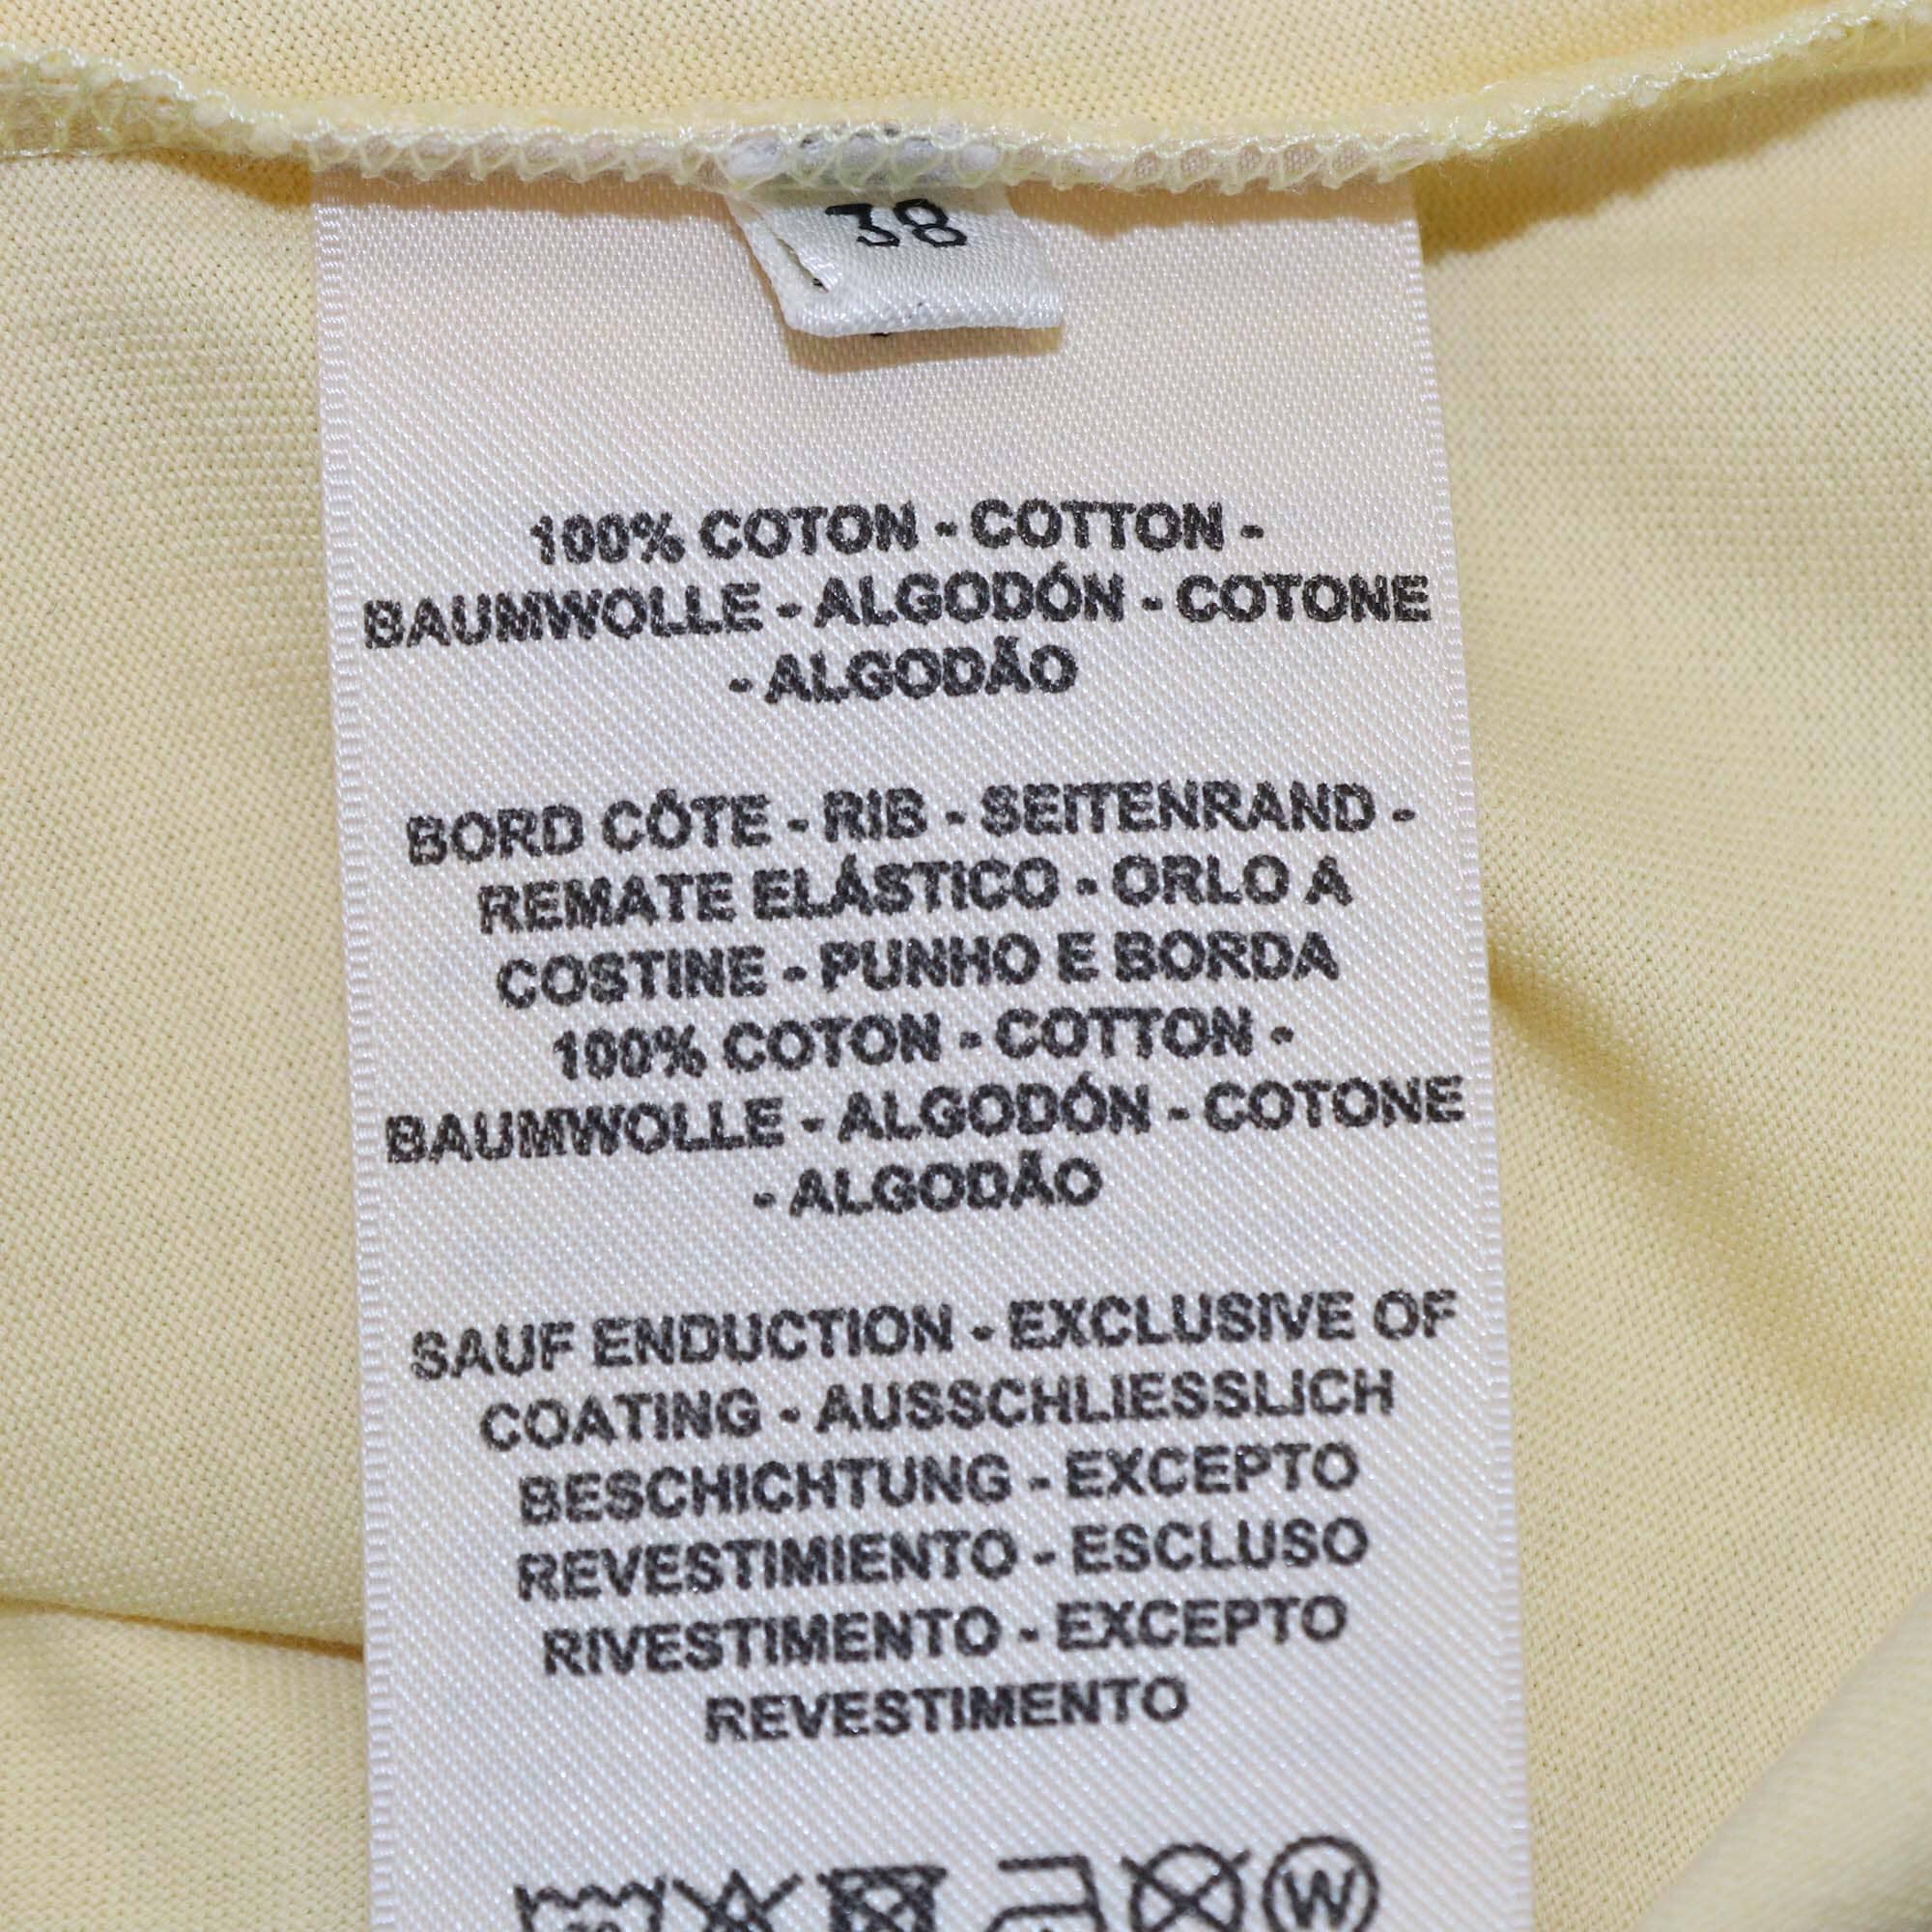 38
100% COTON - COTTON -
BAUMWOLLE - ALGODÓN - COTONE
- ALGODÃO
BORD CÔTE - RIB - SEITENRAND -
REMATE ELÁSTICO - ORLO A
COSTINE - PUNHO E BORDA
100% COTON - COTTON -
BAUMWOLLE - ALGODÓN - COTONE
- ALGODÃO
SAUF ENDUCTION - EXCLUSIVE OF
COATING - AUSSCHLIESSLICH
BESCHICHTUNG - EXCEPTO
REVESTIMIENTO - ESCLUSO
RIVESTIMENTO - EXCEPTO
REVESTIMENTO
W